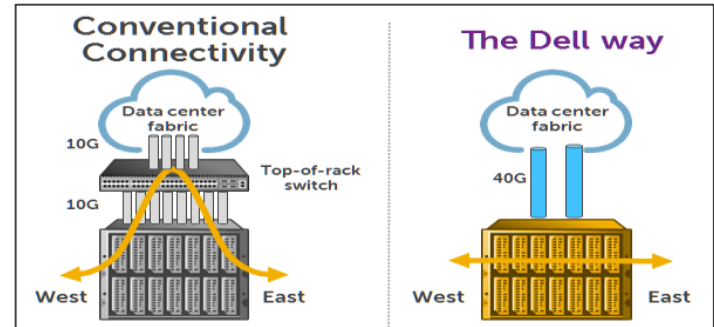 Conventional
Connectivity
Data center
fabric
10G
Top-of-rack
switch
10G
West
East
The Dell way
Data center
fabric
40G
West
East